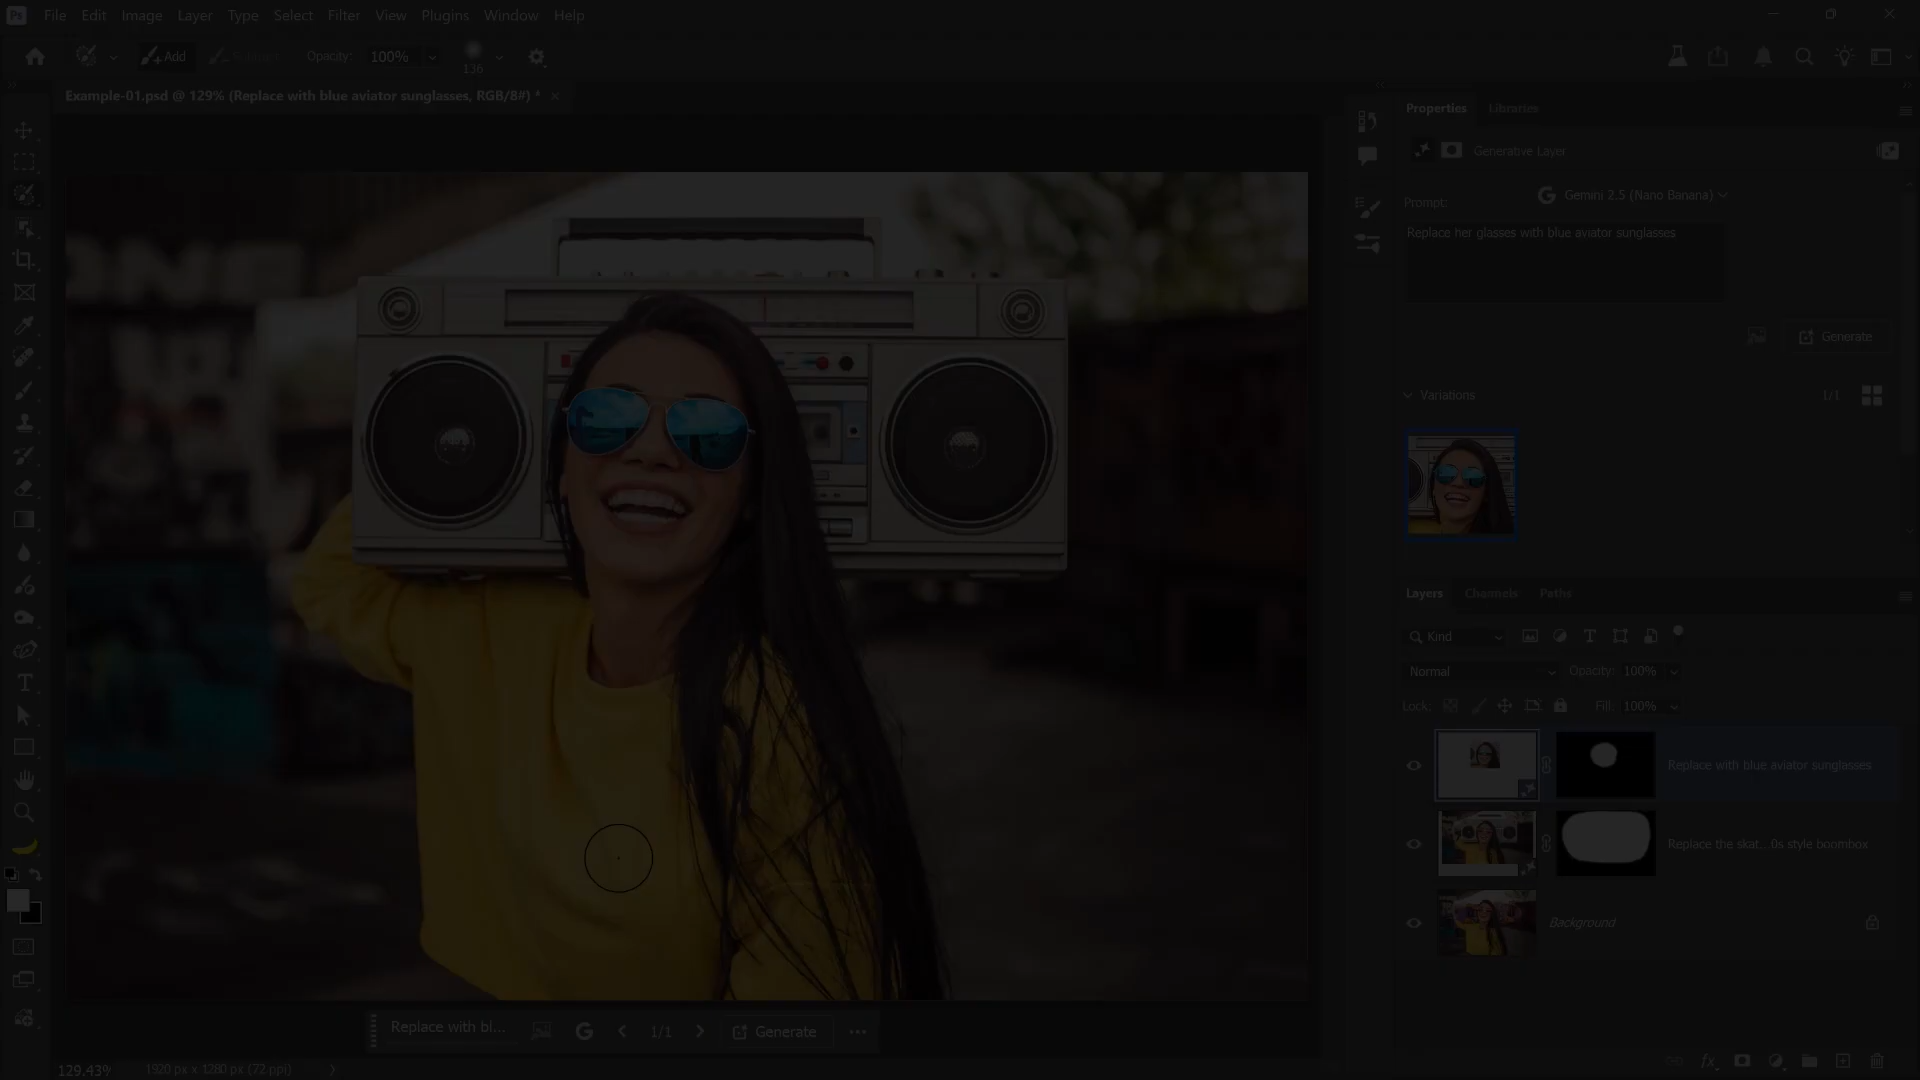 Ps File Edit Image Layer Type Select Filter View Plugins Window Help
Add
Opacity: 100%
136
Example-01.psd @ 129% (Replace with blue aviator sunglasses, RGB/8#) *
Properties Libraries
Generative Layer
Prompt: Gemini 2.5 (Nano Banana)
Replace her glasses with blue aviator sunglasses
Generate
Variations 1/1
Layers Channels Paths
Kind
Normal Opacity: 100%
Lock: Fill: 100%
Replace with blue aviator sunglasses
Replace the skat...0s style boombox
Background
Replace with bl... 1/1 Generate
129.43% 1920 px x 1280 px (72 ppi)